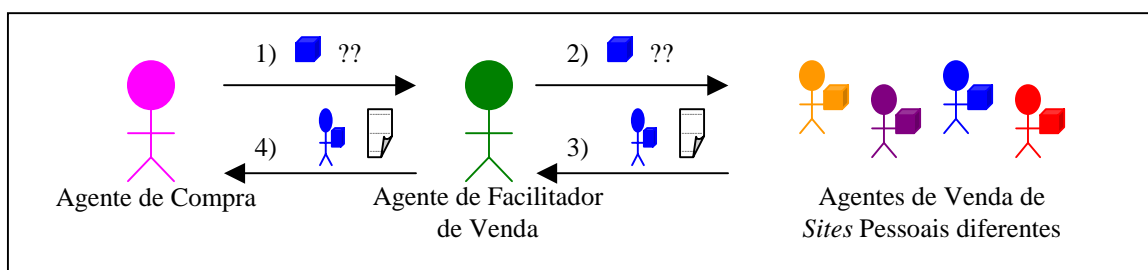 1) ??
2) ??
4)
3)
Agente de Compra
Agente de Facilitador
de Venda
Agentes de Venda de
Sites Pessoais diferentes